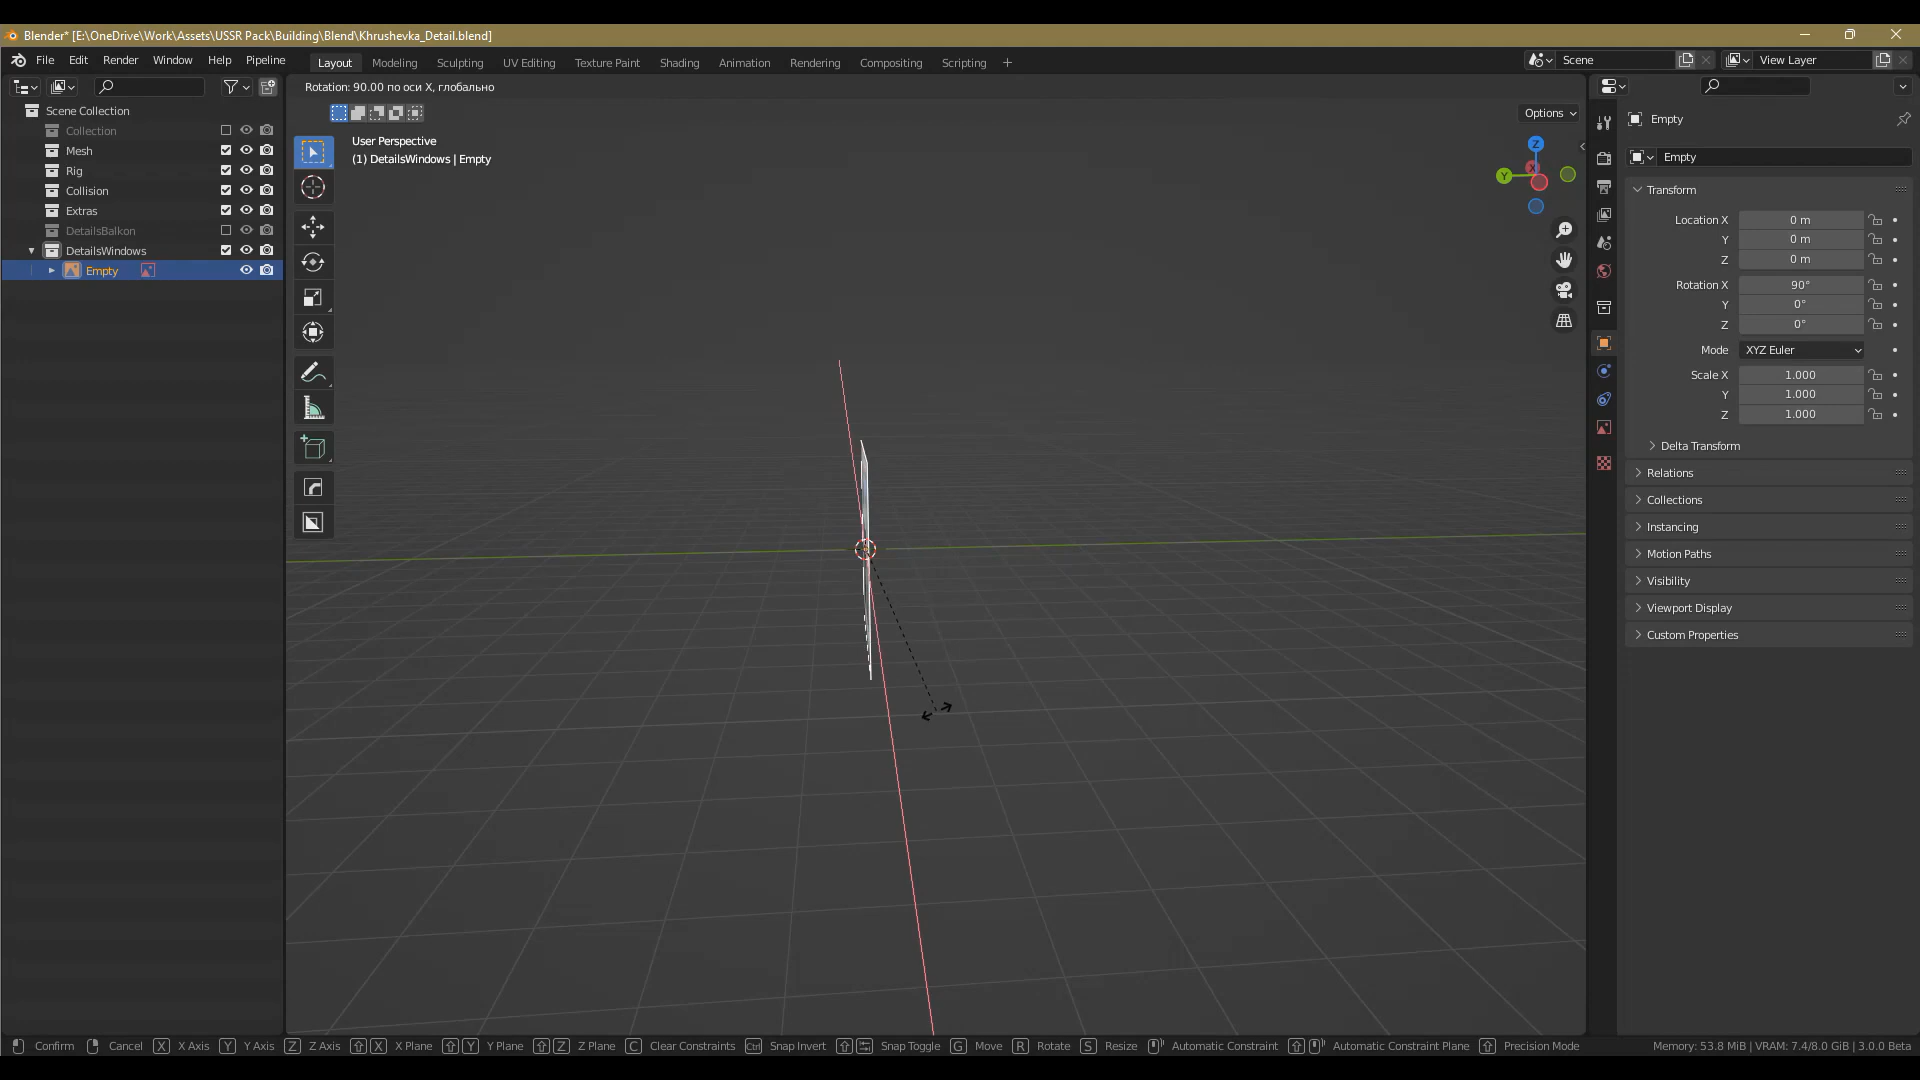 Blender* [E:\OneDrive\Work\Assets\USSR Pack\Building\Blend\Khrushevka_Detail.blend]
File Edit Render Window Help Pipeline Layout Modeling Sculpting UV Editing Texture Paint Shading Animation Rendering Compositing Scripting + Scene View Layer
Rotation: 90.00 по оси X, глобально
Options
Scene Collection
Collection
Mesh
Rig
Collision
Extras
DetailsBalkon
DetailsWindows
Empty
User Perspective
(1) DetailsWindows | Empty
Z
X
Y
Empty
Empty
Transform
Location X 0 m
Y 0 m
Z 0 m
Rotation X 90°
Y 0°
Z 0°
Mode XYZ Euler
Scale X 1.000
Y 1.000
Z 1.000
Delta Transform
Relations
Collections
Instancing
Motion Paths
Visibility
Viewport Display
Custom Properties
Confirm Cancel X X Axis Y Y Axis Z Z Axis X X Plane Y Y Plane Z Z Plane C Clear Constraints Ctrl Snap Invert Snap Toggle G Move R Rotate S Resize Automatic Constraint Automatic Constraint Plane Precision Mode Memory: 53.8 MiB | VRAM: 7.4/8.0 GiB | 3.0.0 Beta